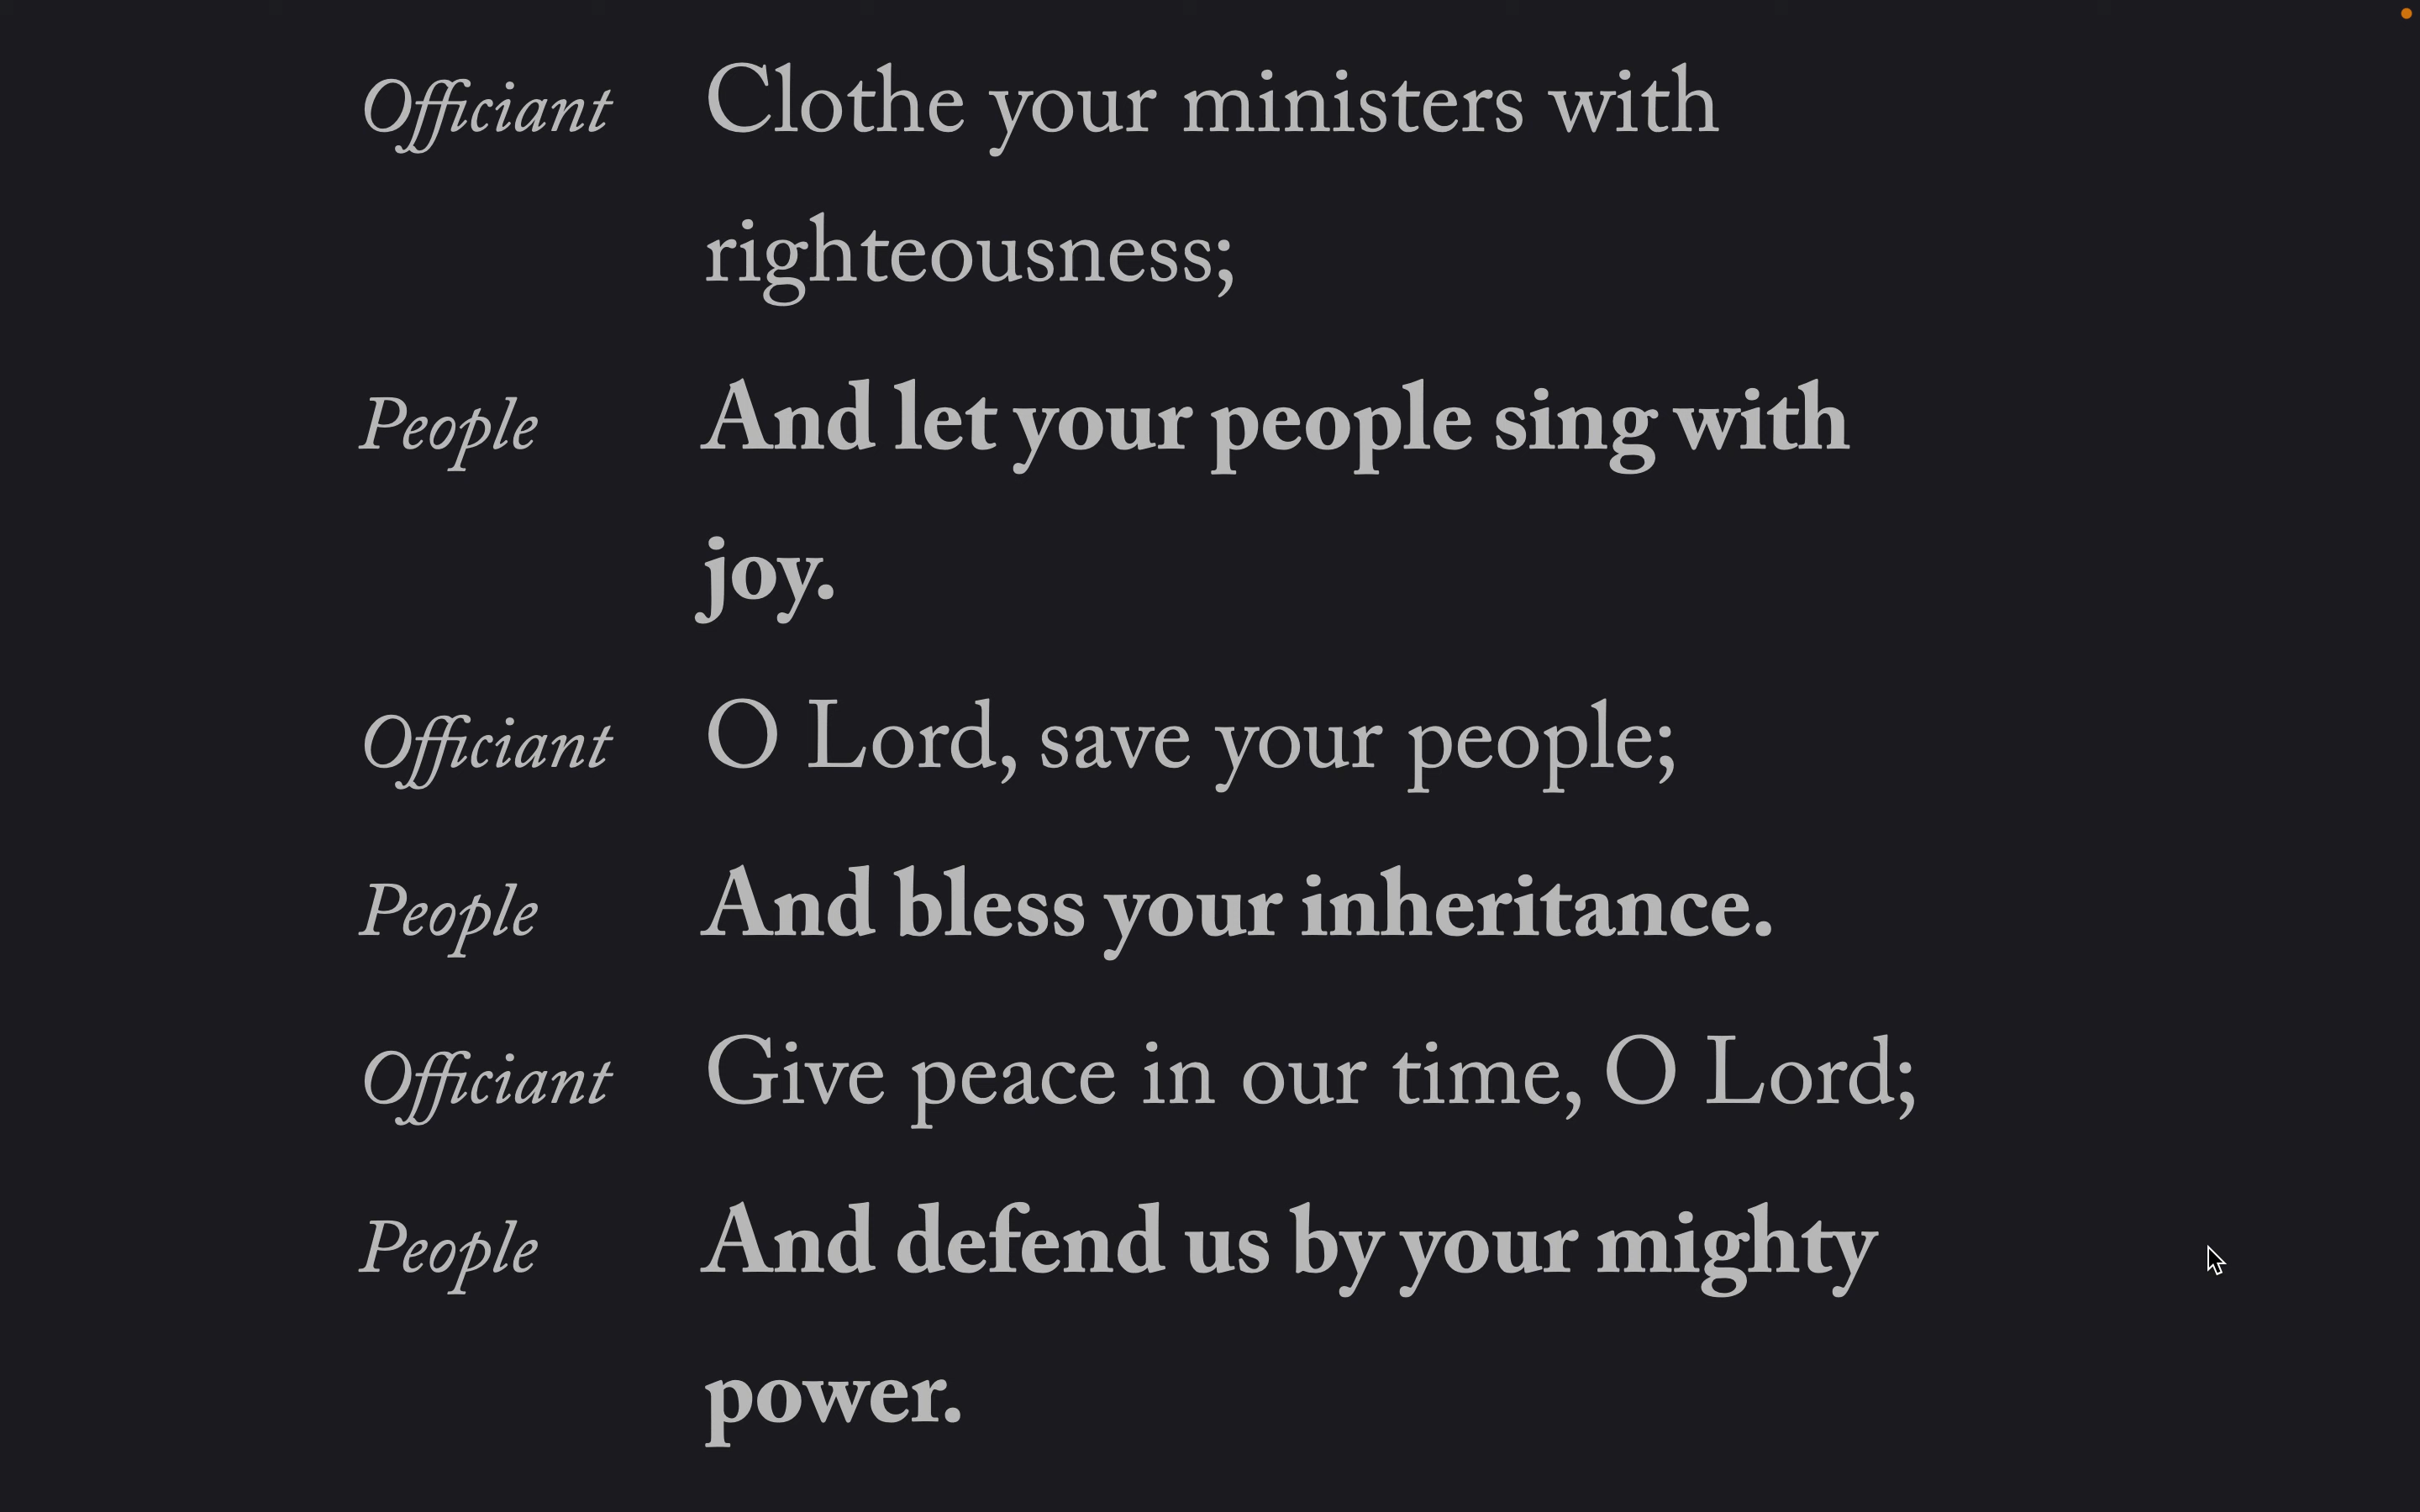 Officiant Clothe your ministers with
righteousness;
People And let your people sing with
joy.
Officiant O Lord, save your people;
People And bless your inheritance.
Officiant Give peace in our time, O Lord;
People And defend us by your mighty
power.